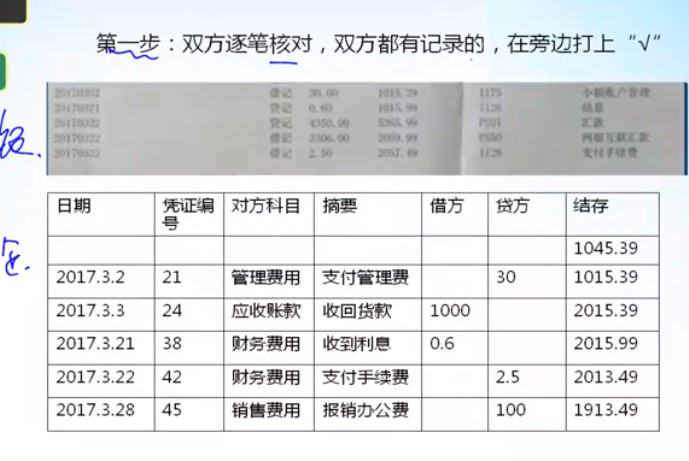 第一步：双方逐笔核对，双方都有记录的，在旁边打上“√”
20170302 借记 30.00 1015.39 1175 小额账户管理
20170321 贷记 0.60 1015.99 1126 结息
20170322 贷记 4350.00 5365.99 PS01 汇款
20170322 借记 3306.00 2059.99 PS50 网银互联汇款
20170322 借记 2.50 2057.49 1128 支付手续费
日期 凭证编号 对方科目 摘要 借方 贷方 结存
1045.39
2017.3.2 21 管理费用 支付管理费 30 1015.39
2017.3.3 24 应收账款 收回货款 1000 2015.39
2017.3.21 38 财务费用 收到利息 0.6 2015.99
2017.3.22 42 财务费用 支付手续费 2.5 2013.49
2017.3.28 45 销售费用 报销办公费 100 1913.49